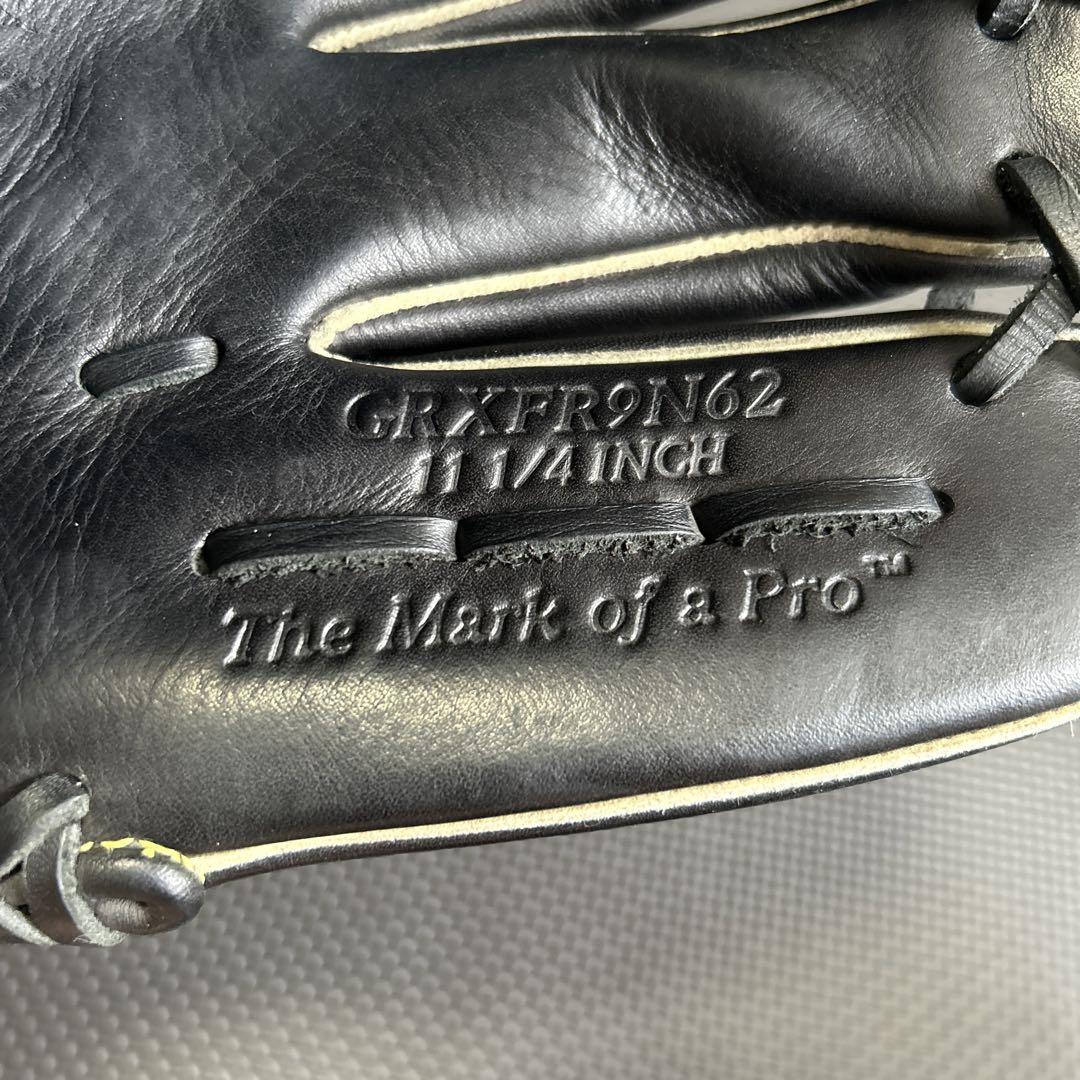 GRXFR9N62
11 1/4 INCH
The Mark of a Pro™